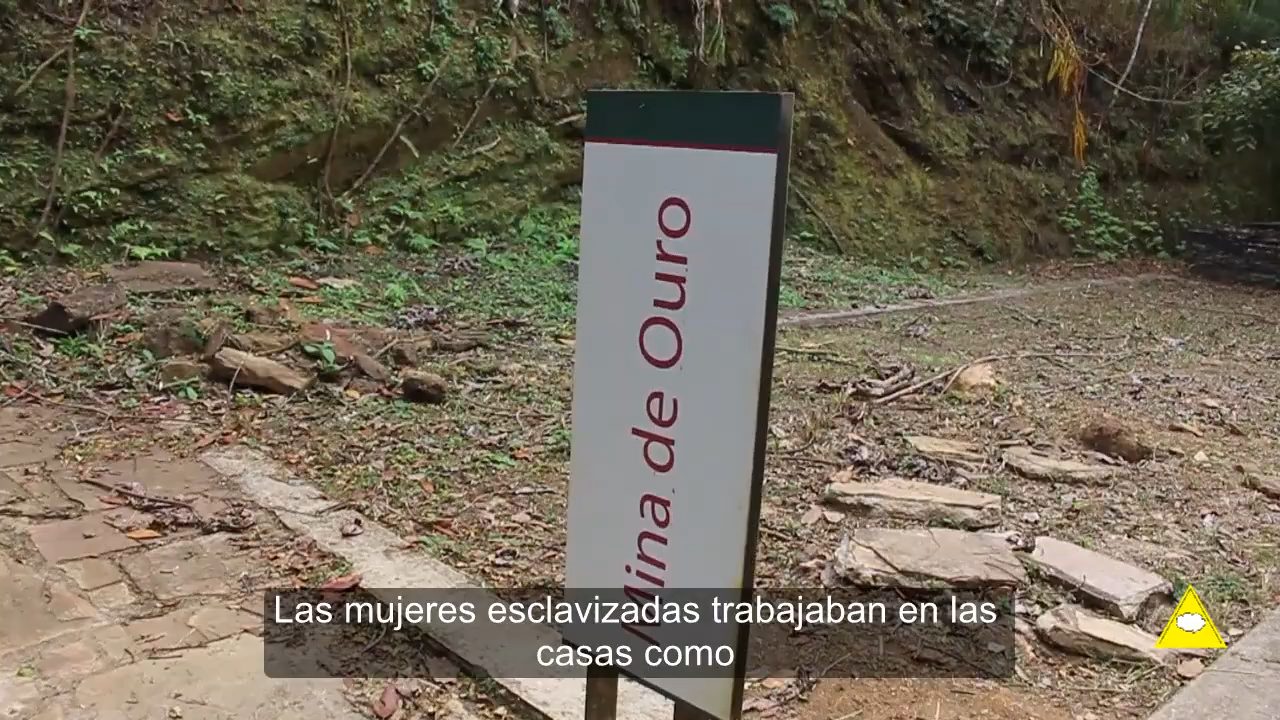 Mina de Ouro
Las mujeres esclavizadas trabajaban en las
casas como